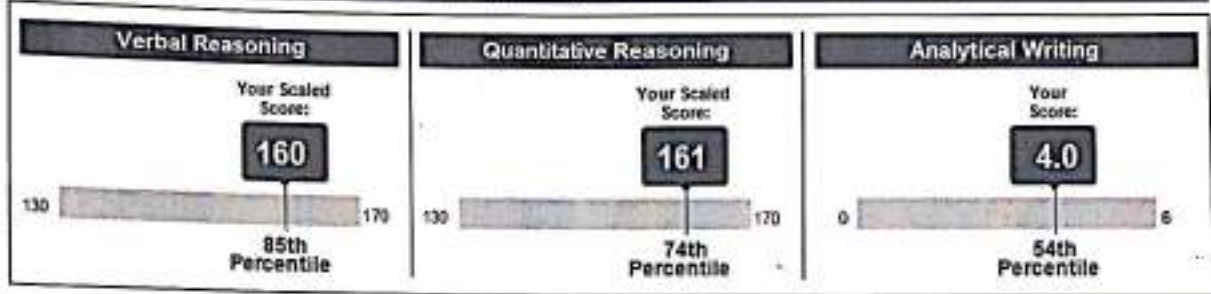 Verbal Reasoning
Your Scaled
Score:
160
130
170
85th
Percentile
Quantitative Reasoning
Your Scaled
Score:
161
130
170
74th
Percentile
Analytical Writing
Your
Score:
4.0
0
6
54th
Percentile